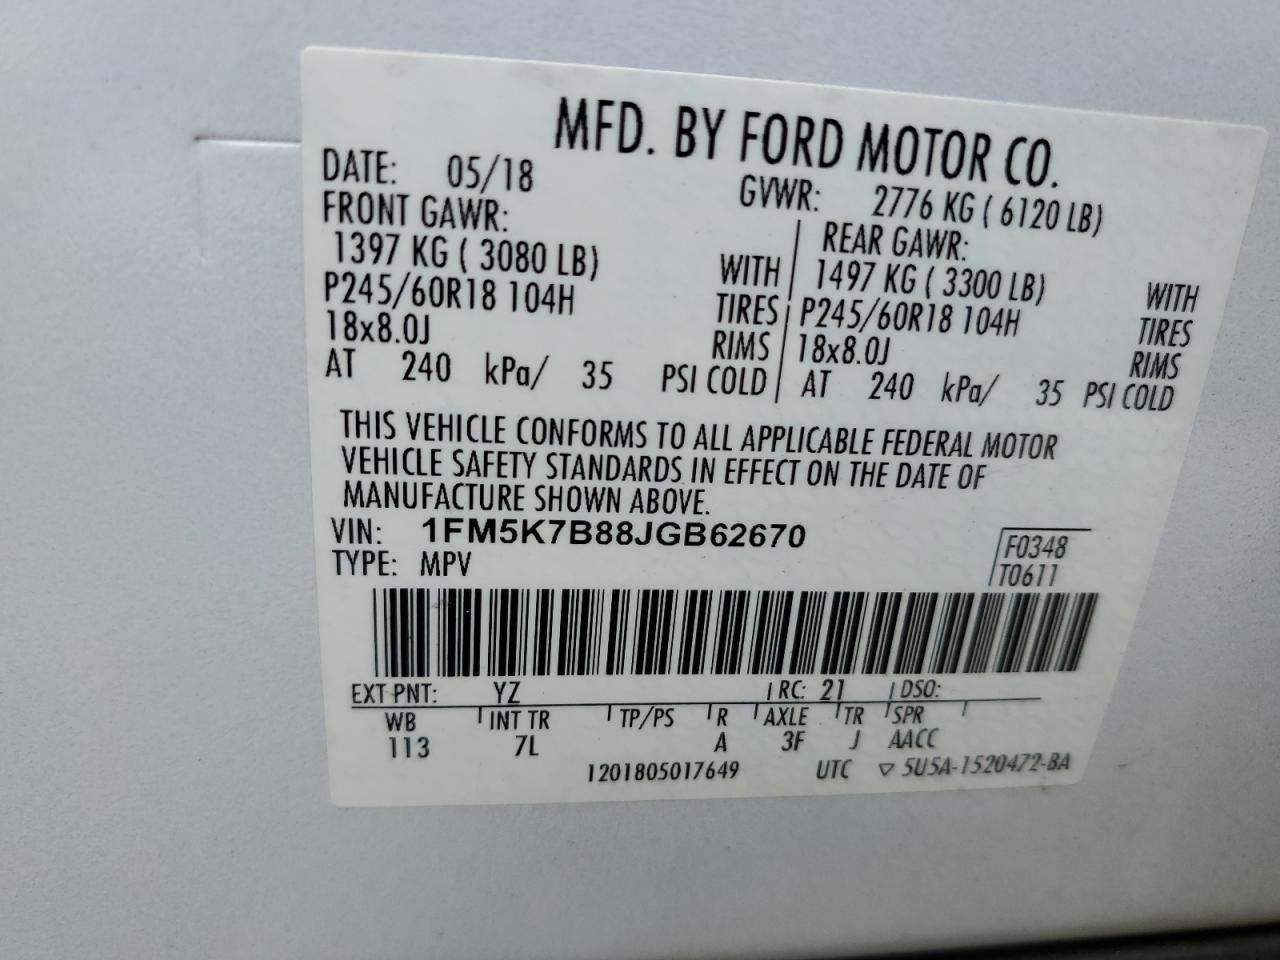 MFD. BY FORD MOTOR CO.
DATE: 05/18 GVWR: 2776 KG ( 6120 LB)
FRONT GAWR: REAR GAWR:
1397 KG ( 3080 LB) WITH 1497 KG ( 3300 LB) WITH
P245/60R18 104H TIRES P245/60R18 104H TIRES
18x8.0J RIMS 18x8.0J RIMS
AT 240 kPa/ 35 PSI COLD AT 240 kPa/ 35 PSI COLD
THIS VEHICLE CONFORMS TO ALL APPLICABLE FEDERAL MOTOR
VEHICLE SAFETY STANDARDS IN EFFECT ON THE DATE OF
MANUFACTURE SHOWN ABOVE.
VIN: 1FM5K7B88JGB62670 F0348
TYPE: MPV T0611
EXT PNT: YZ RC: 21 DSO:
WB INT TR TP/PS R AXLE TR SPR
113 7L A 3F J AACC
1201805017649 UTC ▽ 5U5A-1520472-BA